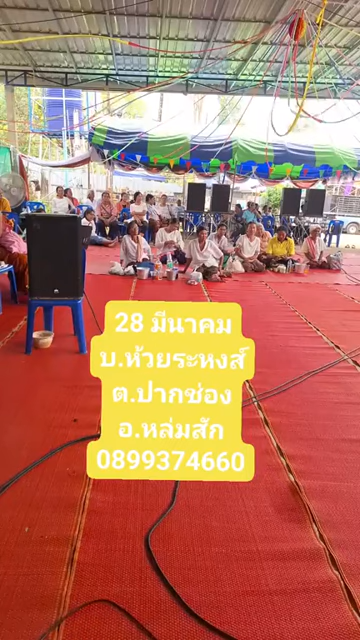 28 มีนาคม
บ.ห้วยระหงส์
ต.ปากช่อง
อ.หล่มสัก
0899374660